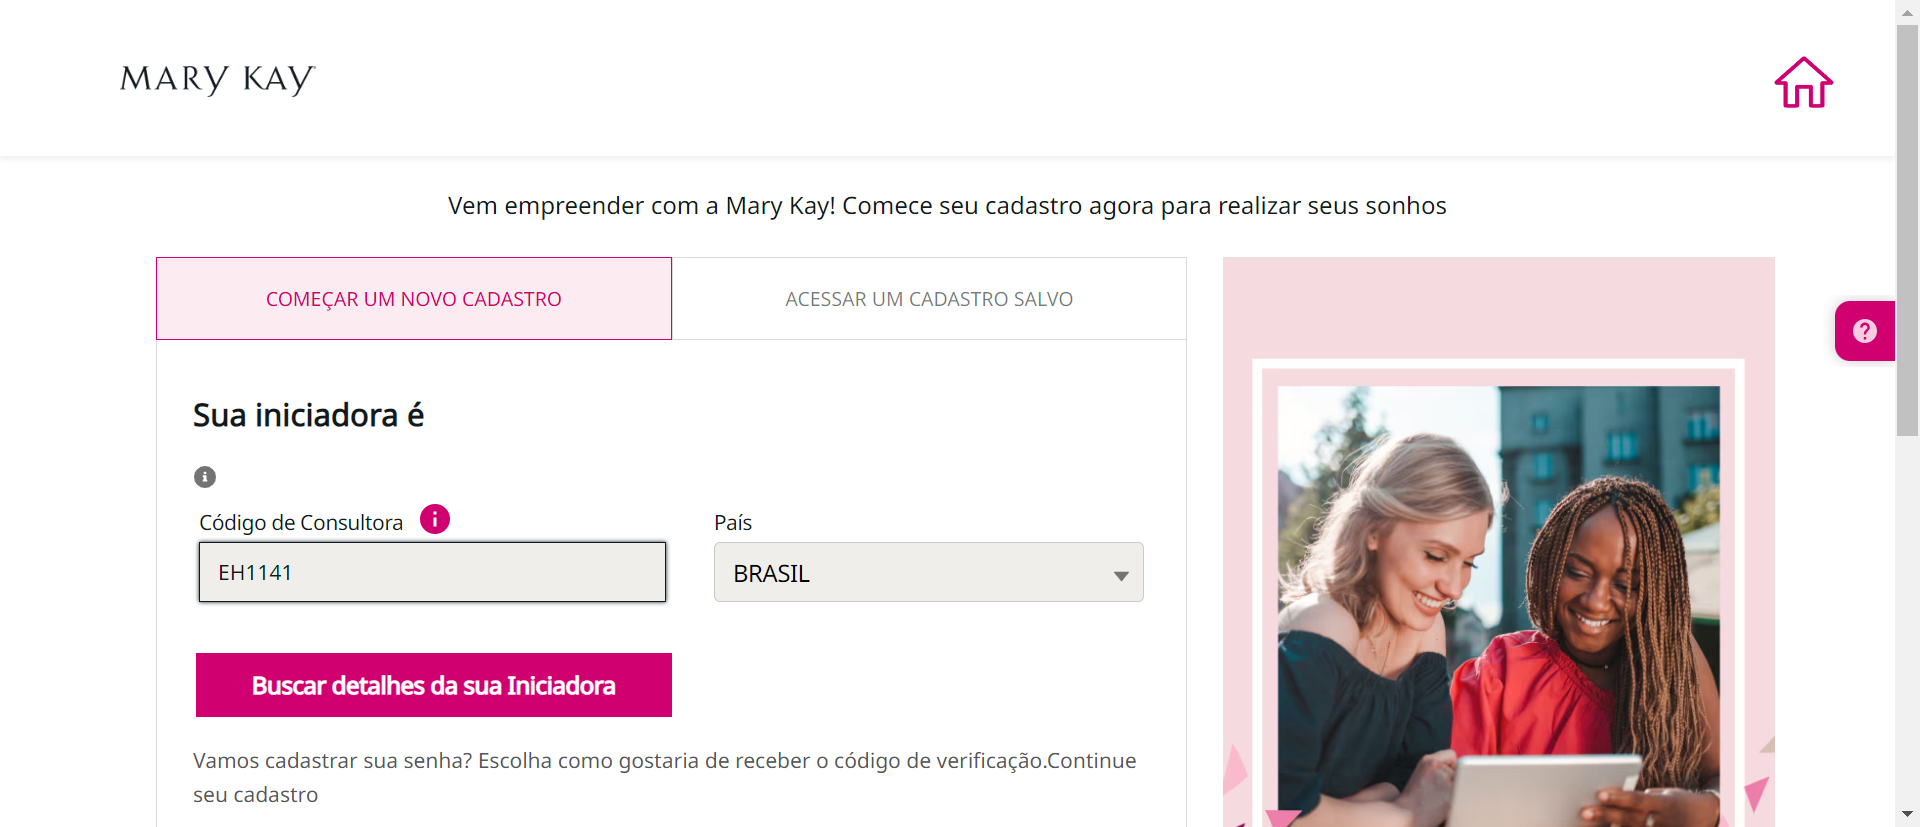 MARY KAY
Vem empreender com a Mary Kay! Comece seu cadastro agora para realizar seus sonhos
COMEÇAR UM NOVO CADASTRO
ACESSAR UM CADASTRO SALVO
Sua iniciadora é
Código de Consultora
País
EH1141
BRASIL
Buscar detalhes da sua Iniciadora
Vamos cadastrar sua senha? Escolha como gostaria de receber o código de verificação.Continue
seu cadastro